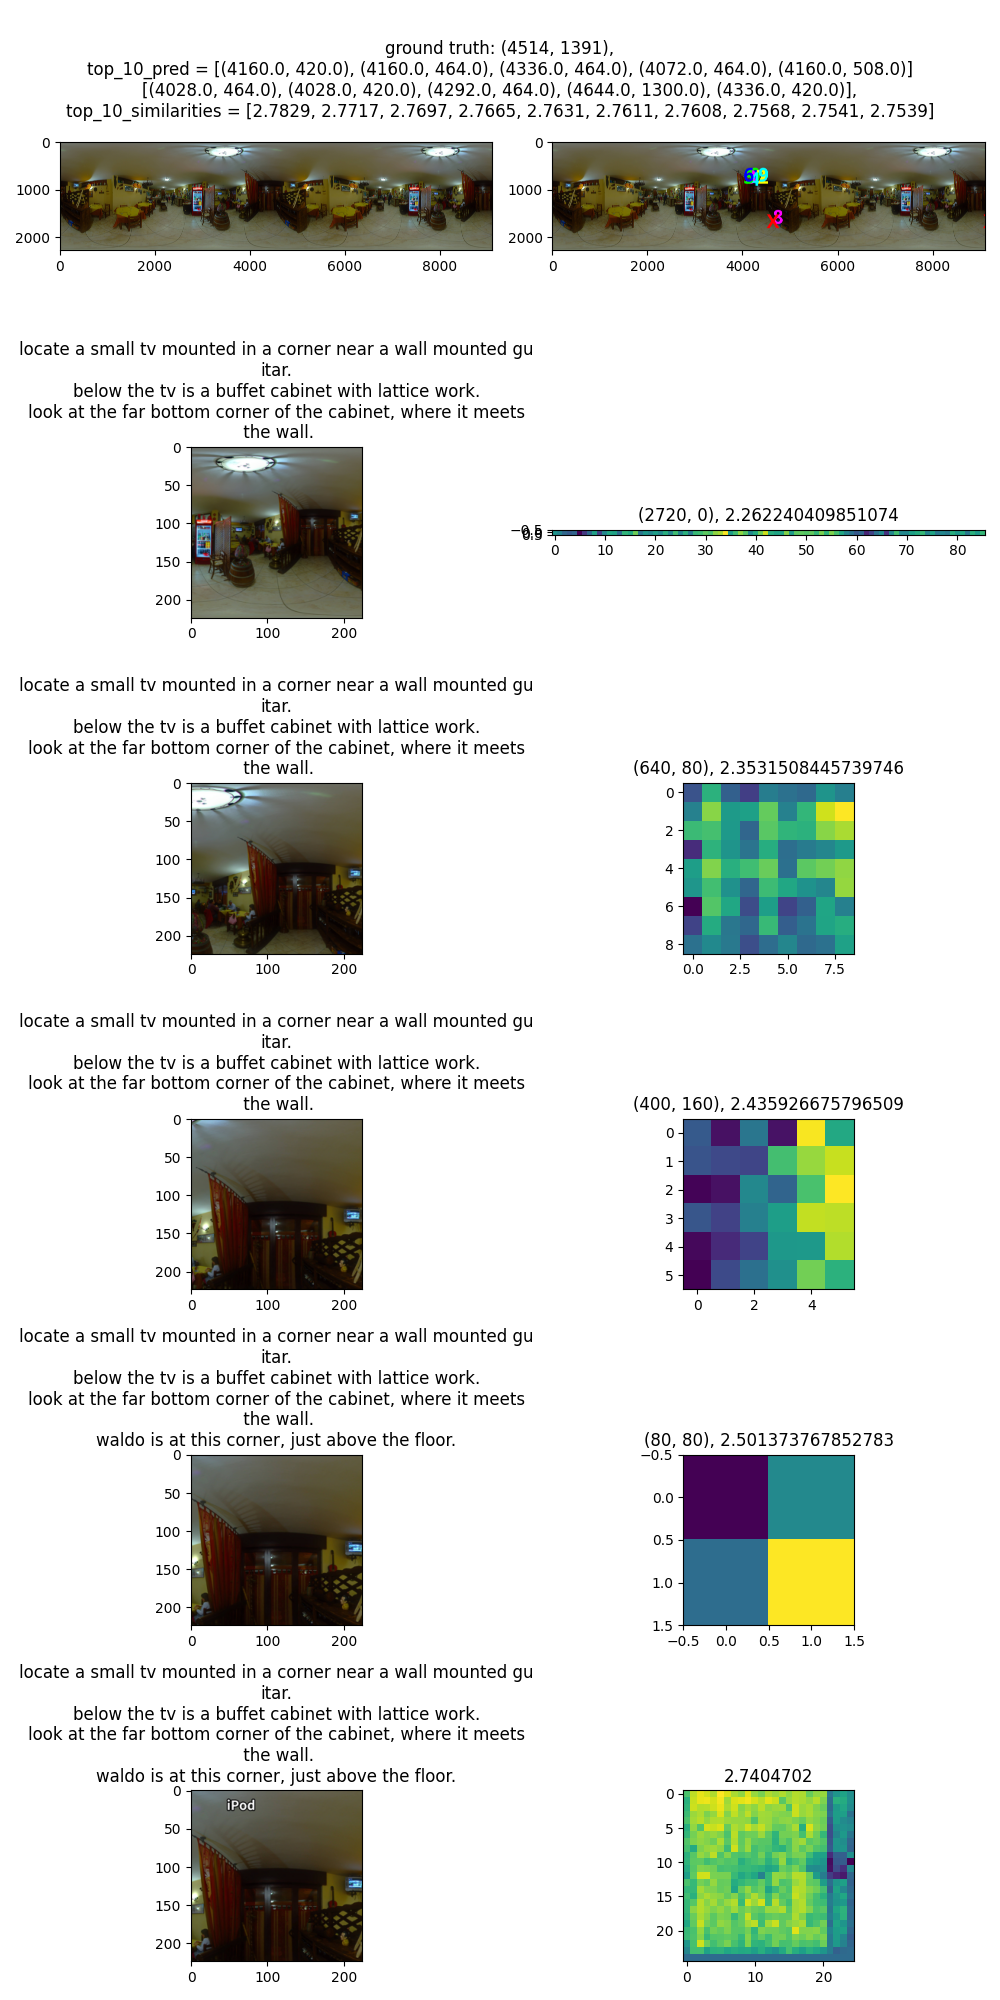 ground truth: (4514, 1391),
top_10_pred = [(4160.0, 420.0), (4160.0, 464.0), (4336.0, 464.0), (4072.0, 464.0), (4160.0, 508.0)]
[(4028.0, 464.0), (4028.0, 420.0), (4292.0, 464.0), (4644.0, 1300.0), (4336.0, 420.0)],
top_10_similarities = [2.7829, 2.7717, 2.7697, 2.7665, 2.7631, 2.7611, 2.7608, 2.7568, 2.7541, 2.7539]
0
1000
2000
0 2000 4000 6000 8000
0
1000
2000
8
0 2000 4000 6000 8000
locate a small tv mounted in a corner near a wall mounted gu
itar.
below the tv is a buffet cabinet with lattice work.
look at the far bottom corner of the cabinet, where it meets
the wall.
0
50
100
150
200
0 100 200
(2720, 0), 2.262240409851074
0 10 20 30 40 50 60 70 80
locate a small tv mounted in a corner near a wall mounted gu
itar.
below the tv is a buffet cabinet with lattice work.
look at the far bottom corner of the cabinet, where it meets
the wall.
0
50
100
150
200
0 100 200
(640, 80), 2.3531508445739746
0
2
4
6
8
0.0 2.5 5.0 7.5
locate a small tv mounted in a corner near a wall mounted gu
itar.
below the tv is a buffet cabinet with lattice work.
look at the far bottom corner of the cabinet, where it meets
the wall.
0
50
100
150
200
0 100 200
(400, 160), 2.435926675796509
0
1
2
3
4
5
0 2 4
locate a small tv mounted in a corner near a wall mounted gu
itar.
below the tv is a buffet cabinet with lattice work.
look at the far bottom corner of the cabinet, where it meets
the wall.
waldo is at this corner, just above the floor.
0
50
100
150
200
0 100 200
(80, 80), 2.501373767852783
−0.5
0.0
0.5
1.0
1.5
−0.5 0.0 0.5 1.0 1.5
locate a small tv mounted in a corner near a wall mounted gu
itar.
below the tv is a buffet cabinet with lattice work.
look at the far bottom corner of the cabinet, where it meets
the wall.
waldo is at this corner, just above the floor.
0
iPod
50
100
150
200
0 100 200
2.7404702
0
5
10
15
20
0 10 20